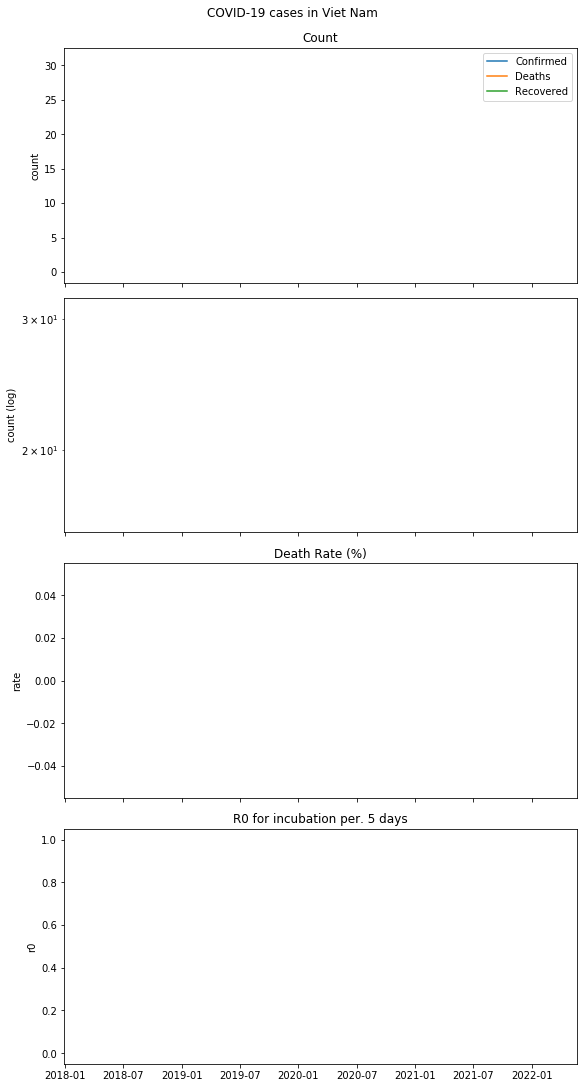 COVID-19 cases in Viet Nam
Count
Confirmed
Deaths
Recovered
30
25
20
15
10
5
0
count
3 × 10¹
2 × 10¹
count (log)
Death Rate (%)
0.04
0.02
0.00
−0.02
−0.04
rate
R0 for incubation per. 5 days
1.0
0.8
0.6
0.4
0.2
0.0
r0
2018-01 2018-07 2019-01 2019-07 2020-01 2020-07 2021-01 2021-07 2022-01